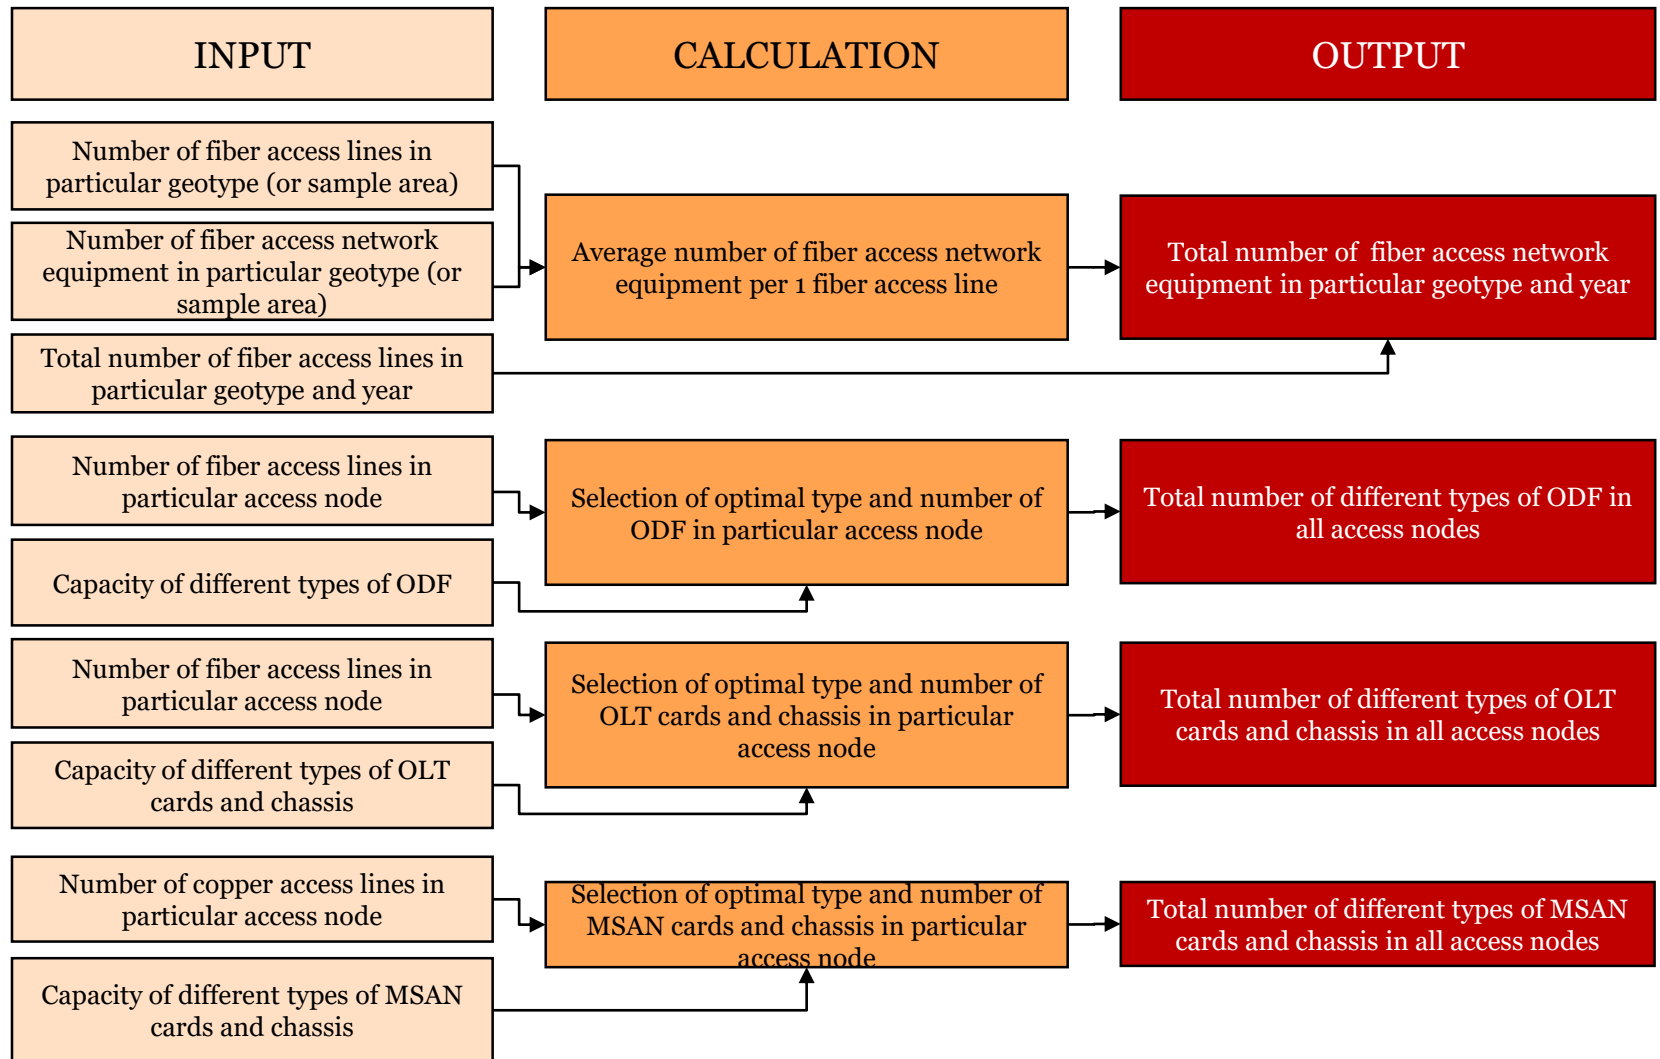 INPUT
CALCULATION
OUTPUT
Number of fiber access lines in
particular geotype (or sample area)
Number of fiber access network
equipment in particular geotype (or
sample area)
Total number of fiber access lines in
particular geotype and year
Average number of fiber access network
equipment per 1 fiber access line
Total number of fiber access network
equipment in particular geotype and year
Number of fiber access lines in
particular access node
Capacity of different types of ODF
Selection of optimal type and number of
ODF in particular access node
Total number of different types of ODF in
all access nodes
Number of fiber access lines in
particular access node
Capacity of different types of OLT
cards and chassis
Selection of optimal type and number of
OLT cards and chassis in particular
access node
Total number of different types of OLT
cards and chassis in all access nodes
Number of copper access lines in
particular access node
Capacity of different types of MSAN
cards and chassis
Selection of optimal type and number of
MSAN cards and chassis in particular
access node
Total number of different types of MSAN
cards and chassis in all access nodes